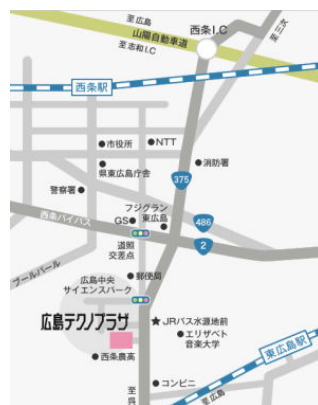 至広島
西条I.C
至三次
山陽自動車道
至志和I.C
西条駅
市役所
NTT
県東広島庁舎
消防署
警察署
375
フジグラン
東広島
西条バイパス
GS
486
2
道照
交差点
ブールバール
郵便局
広島中央
サイエンスパーク
広島テクノプラザ
★JRバス水源地前
エリザベト
音楽大学
東広島駅
西条農高
コンビニ
至呉
至広島